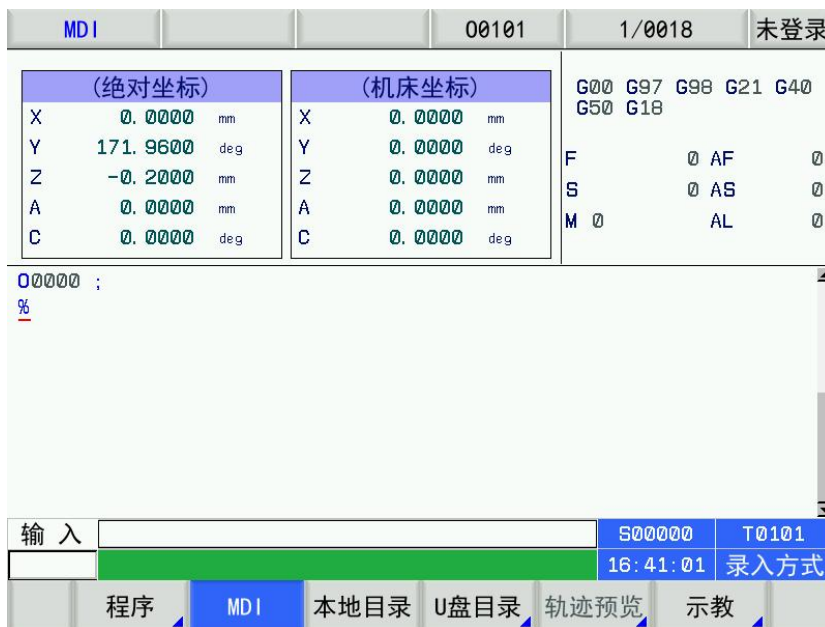 MDI O0101 1/0018 未登录
(绝对坐标) (机床坐标)
X 0.0000 mm X 0.0000 mm
Y 171.9600 deg Y 0.0000 deg
Z -0.2000 mm Z 0.0000 mm
A 0.0000 mm A 0.0000 mm
C 0.0000 deg C 0.0000 deg
G00 G97 G98 G21 G40
G50 G18
F 0 AF 0
S 0 AS 0
M 0 AL 0
O0000 ;
%
输入 S00000 T0101
16:41:01 录入方式
程序 MDI 本地目录 U盘目录 轨迹预览 示教